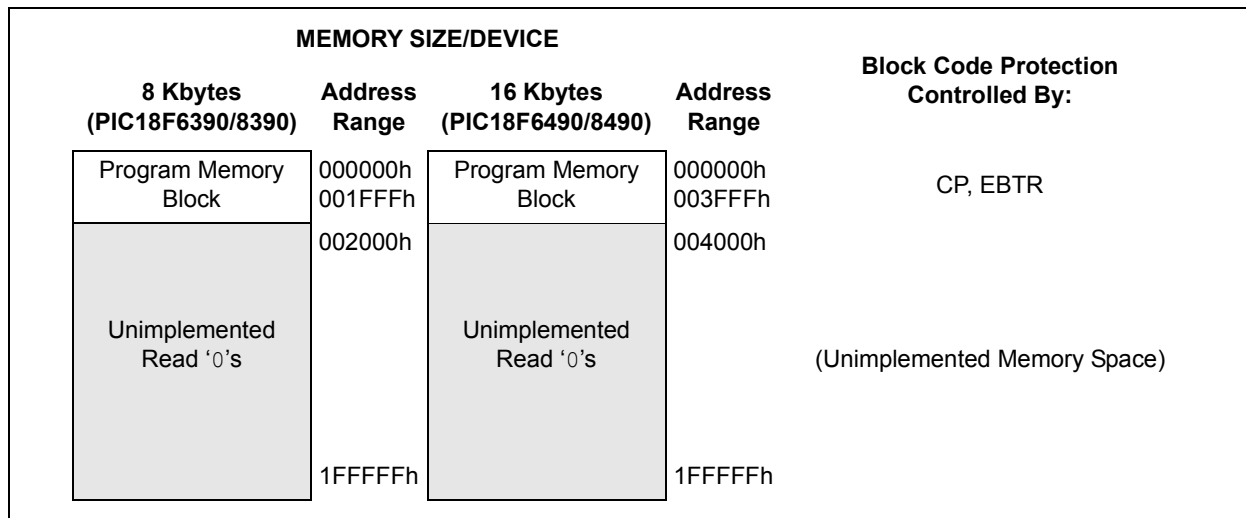 MEMORY SIZE/DEVICE
Block Code Protection
Controlled By:
8 Kbytes
(PIC18F6390/8390)
Address
Range
16 Kbytes
(PIC18F6490/8490)
Address
Range
Program Memory
Block
000000h
001FFFh
Program Memory
Block
000000h
003FFFh
CP, EBTR
002000h
004000h
Unimplemented
Read ‘0’s
Unimplemented
Read ‘0’s
(Unimplemented Memory Space)
1FFFFFh
1FFFFFh